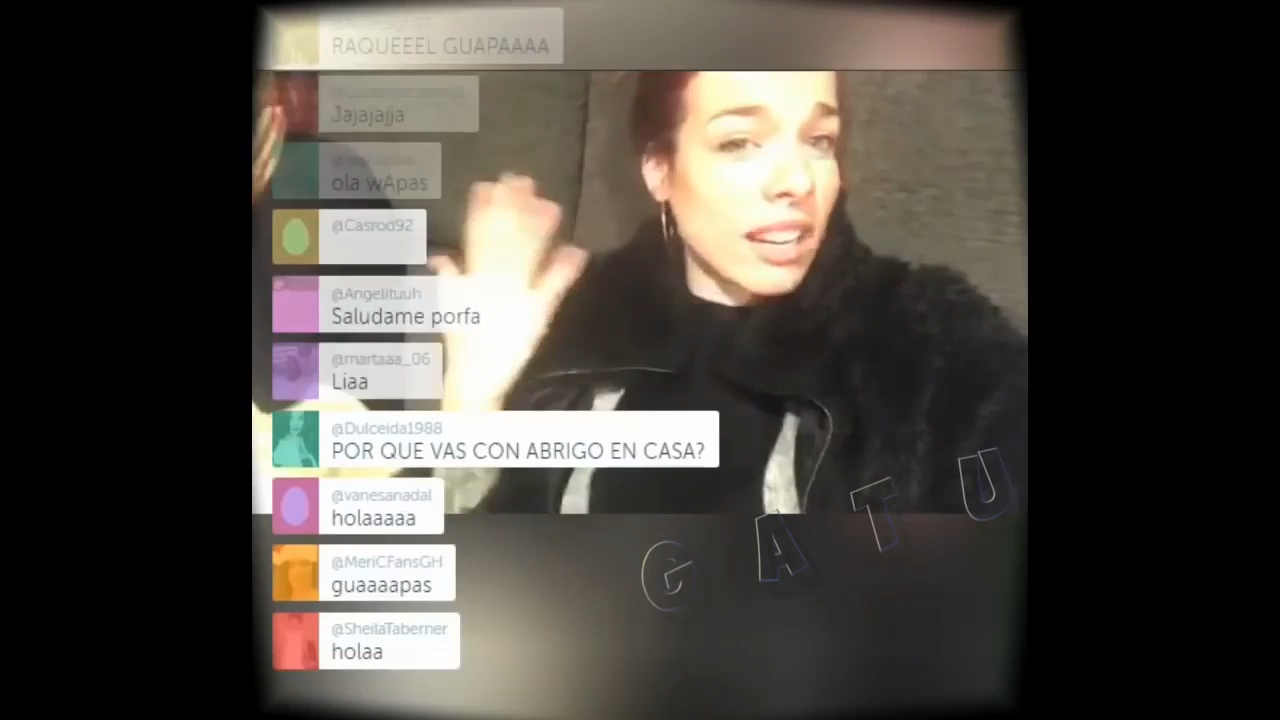 RAQUEEEL GUAPAAAA
Jajajajja
ola wApas
@Casrod92
@Angelituuh
Saludame porfa
@martaaa_06
Liaa
@Dulceida1988
POR QUE VAS CON ABRIGO EN CASA?
@vanesanadal
holaaaaa
@MeriCFansGH
guaaaapas
@SheilaTaberner
holaa
GATU